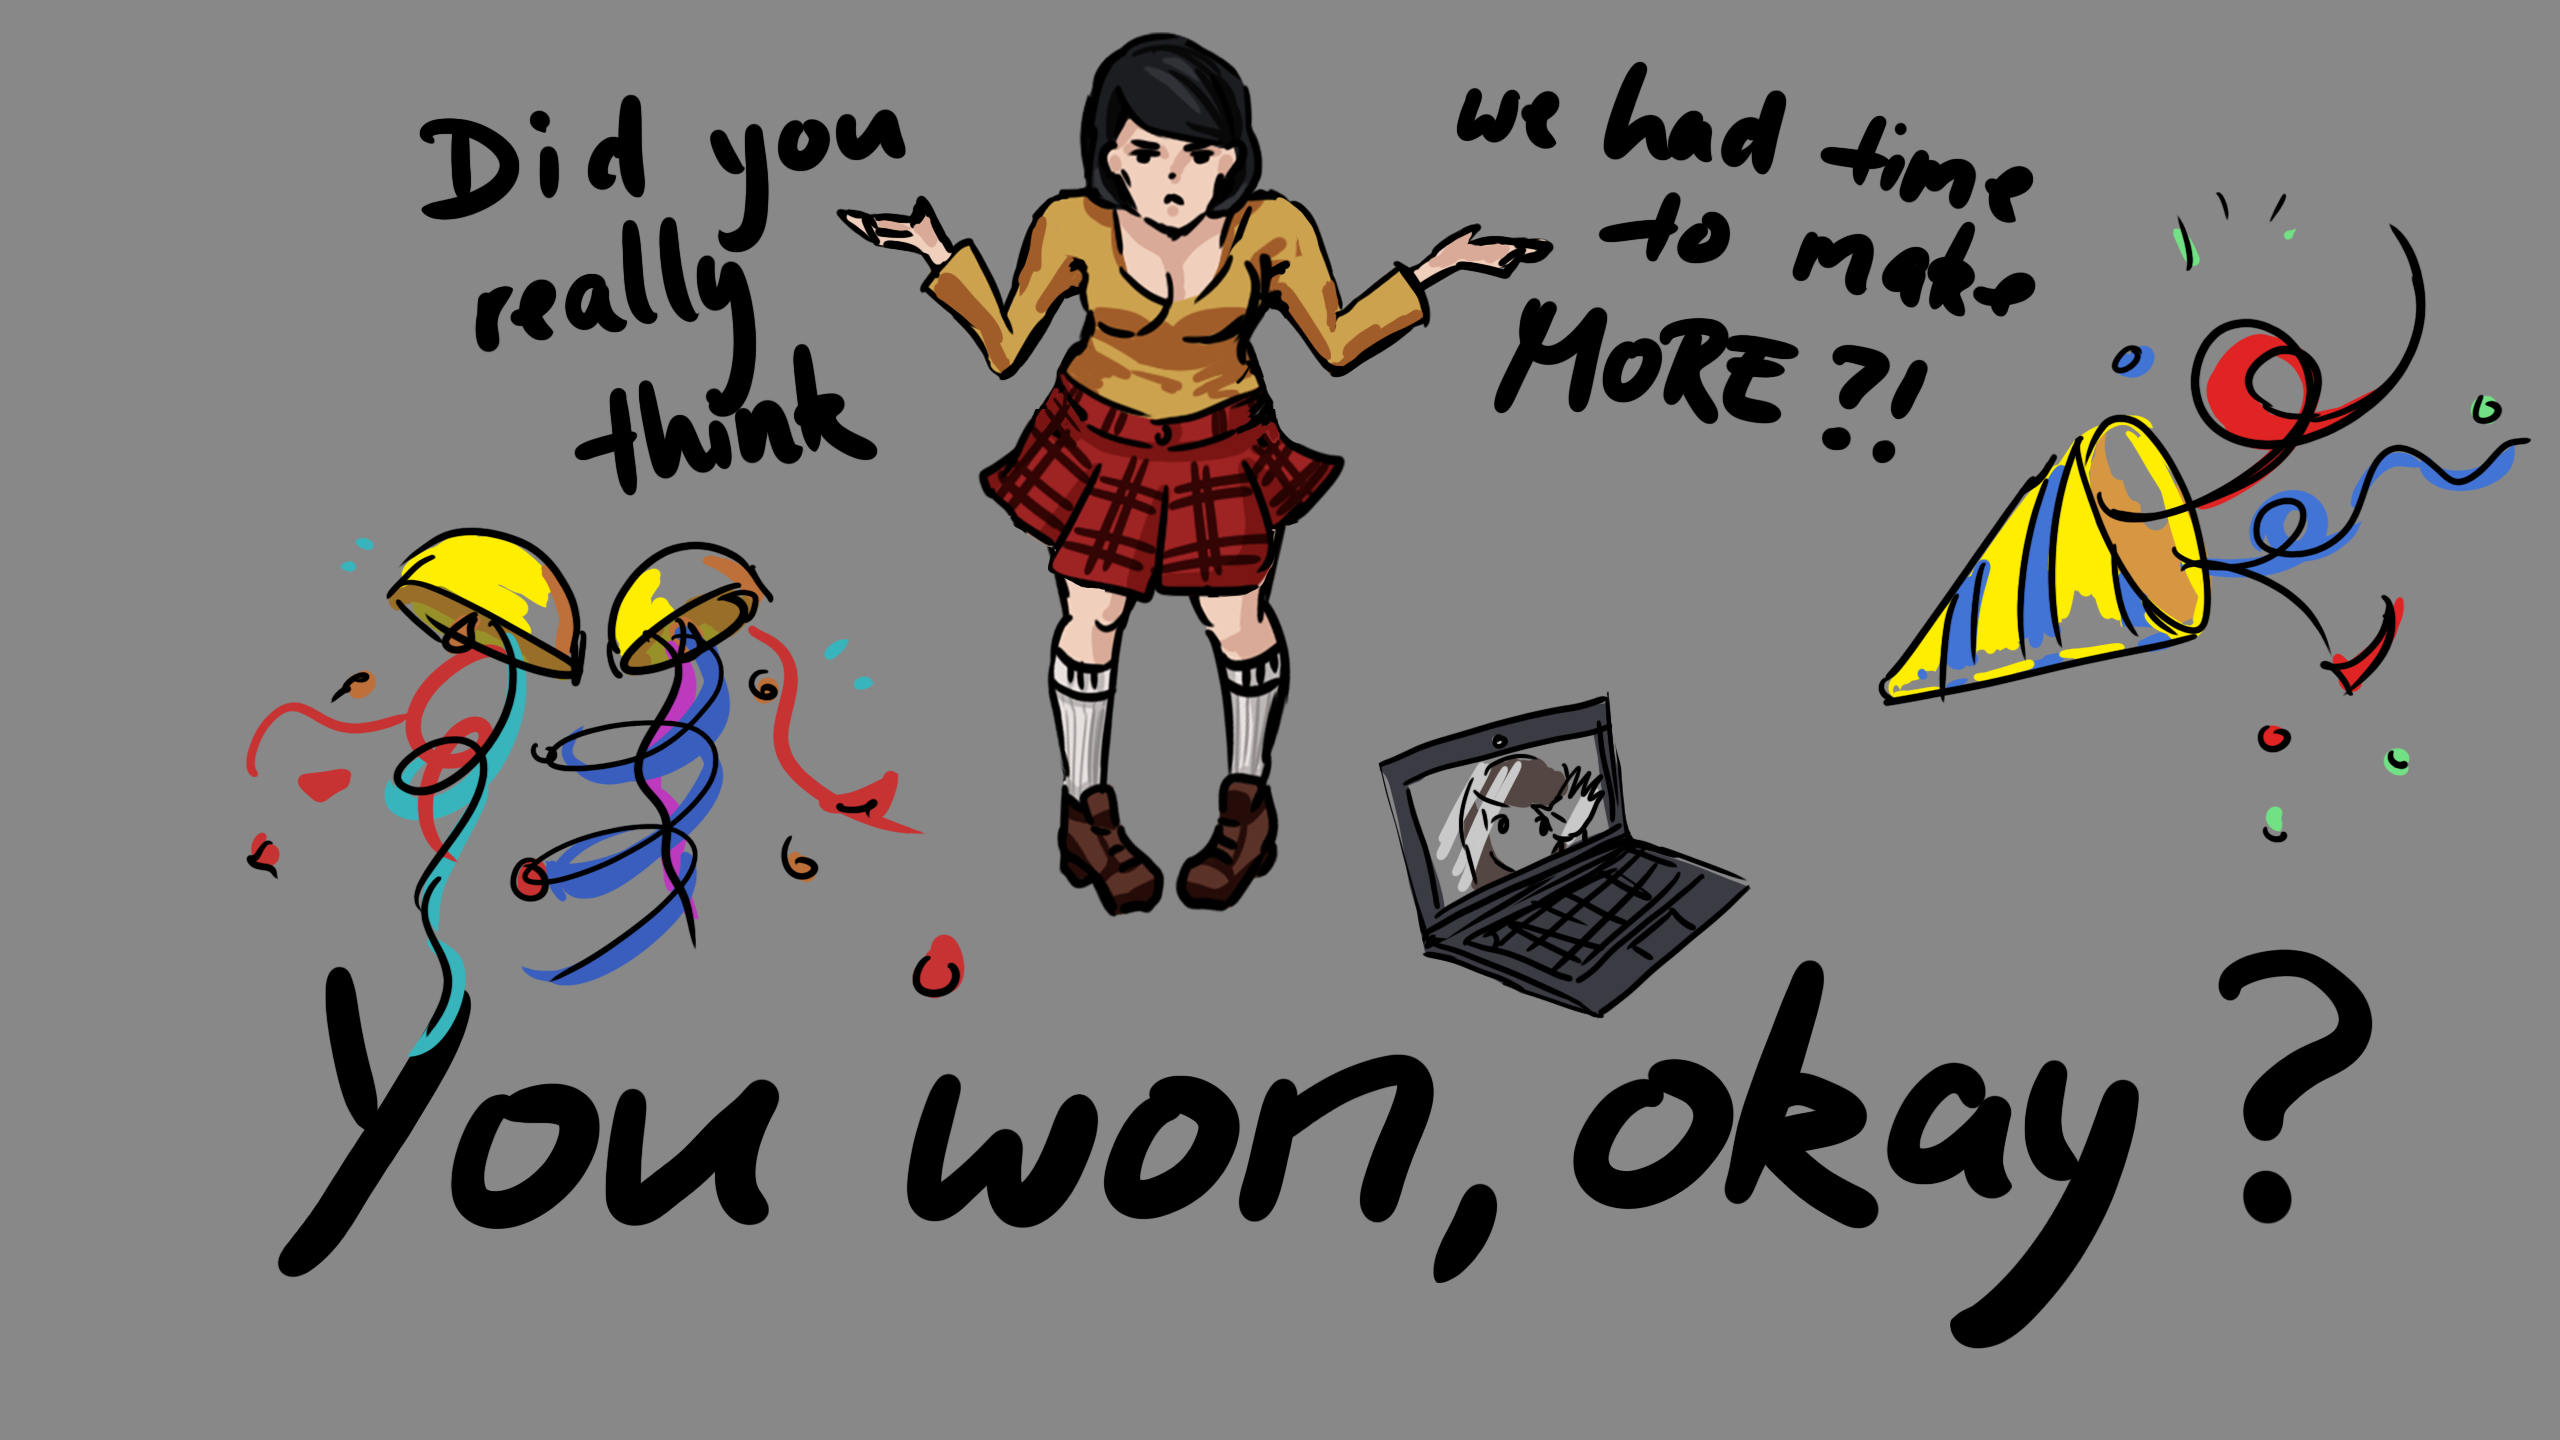 Did you
really
think
we had time
to make
MORE?!
You won, okay?